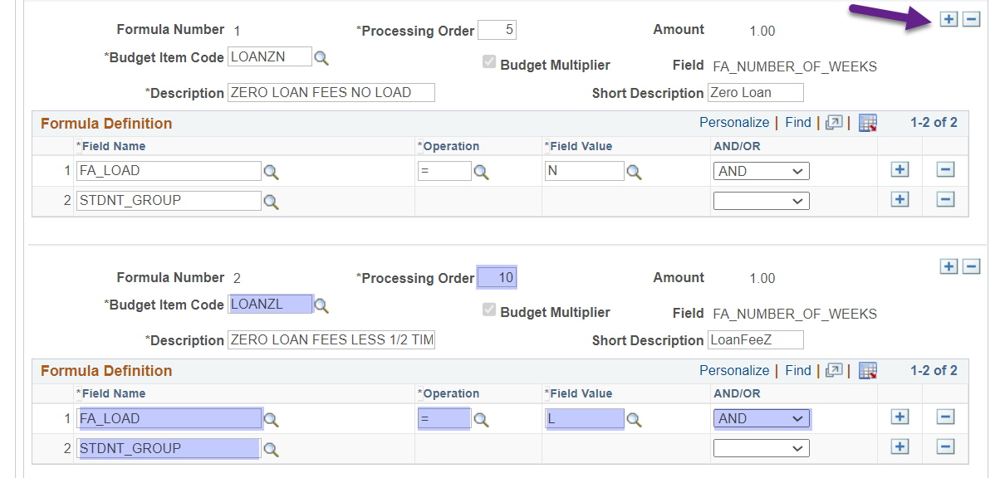 Formula Number 1 *Processing Order 5 Amount 1.00
*Budget Item Code LOANZN Budget Multiplier Field FA_NUMBER_OF_WEEKS
*Description ZERO LOAN FEES NO LOAD Short Description Zero Loan
Formula Definition Personalize | Find | | 1-2 of 2
*Field Name *Operation *Field Value AND/OR
1 FA_LOAD = N AND
2 STDNT_GROUP
Formula Number 2 *Processing Order 10 Amount 1.00
*Budget Item Code LOANZL Budget Multiplier Field FA_NUMBER_OF_WEEKS
*Description ZERO LOAN FEES LESS 1/2 TIM Short Description LoanFeeZ
Formula Definition Personalize | Find | | 1-2 of 2
*Field Name *Operation *Field Value AND/OR
1 FA_LOAD = L AND
2 STDNT_GROUP